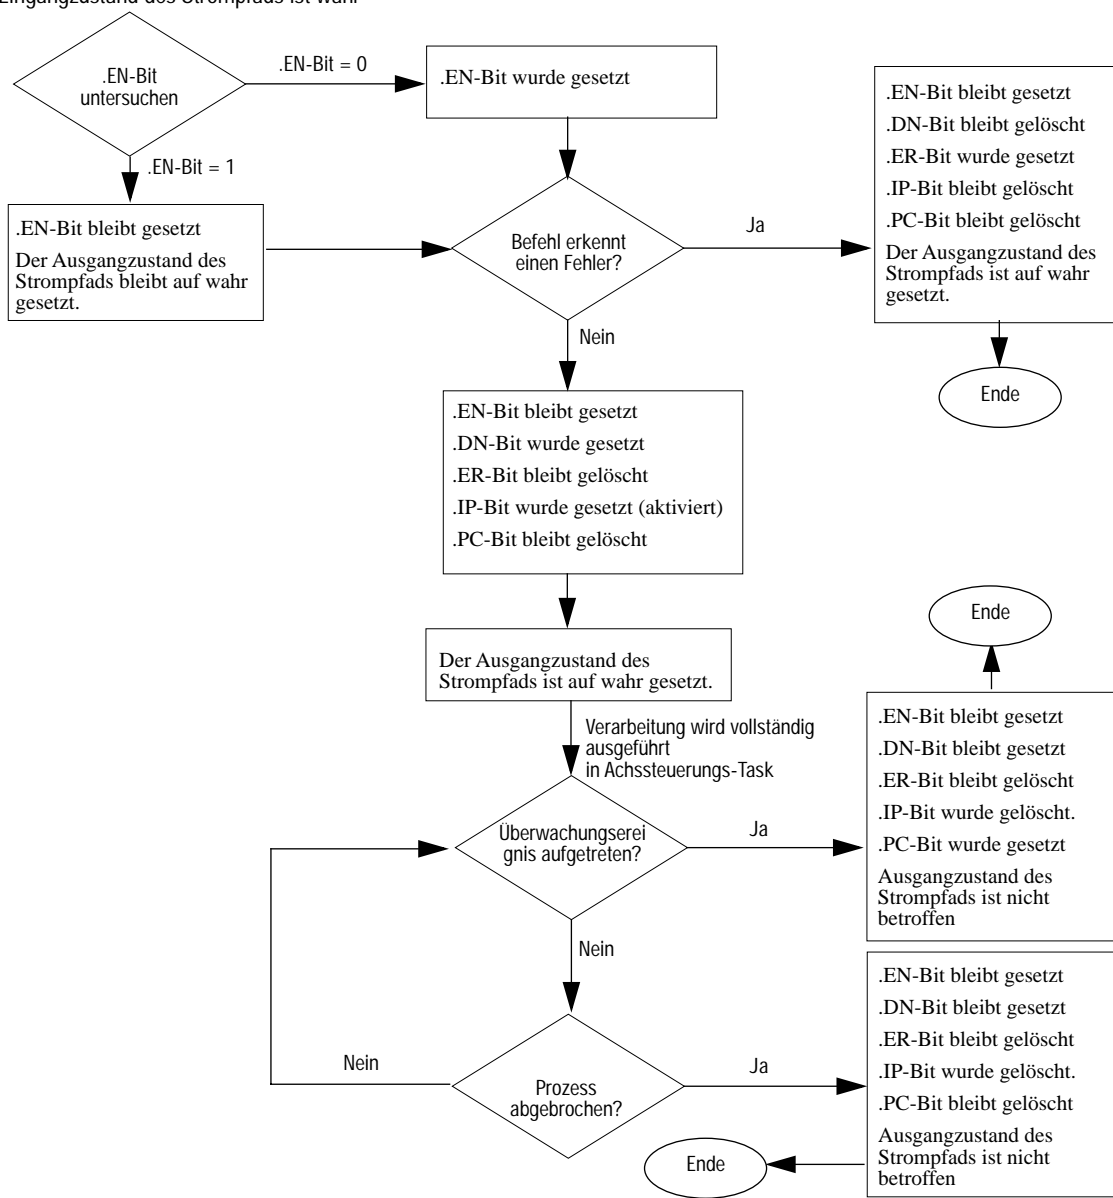 Eingangzustand des Strompfads ist wahr
.EN-Bit
untersuchen
.EN-Bit = 0
.EN-Bit wurde gesetzt
.EN-Bit bleibt gesetzt
.DN-Bit bleibt gelöscht
.ER-Bit wurde gesetzt
.IP-Bit bleibt gelöscht
.PC-Bit bleibt gelöscht
Der Ausgangzustand des
Strompfads ist auf wahr
gesetzt.
.EN-Bit = 1
.EN-Bit bleibt gesetzt
Der Ausgangzustand des
Strompfads bleibt auf wahr
gesetzt.
Befehl erkennt
einen Fehler?
Ja
Nein
Ende
.EN-Bit bleibt gesetzt
.DN-Bit wurde gesetzt
.ER-Bit bleibt gelöscht
.IP-Bit wurde gesetzt (aktiviert)
.PC-Bit bleibt gelöscht
Ende
Der Ausgangzustand des
Strompfads ist auf wahr gesetzt.
Verarbeitung wird vollständig
ausgeführt
in Achssteuerungs-Task
.EN-Bit bleibt gesetzt
.DN-Bit bleibt gesetzt
.ER-Bit bleibt gelöscht
.IP-Bit wurde gelöscht.
.PC-Bit wurde gesetzt
Ausgangzustand des
Strompfads ist nicht
betroffen
Überwachungserei
gnis aufgetreten?
Ja
Nein
.EN-Bit bleibt gesetzt
.DN-Bit bleibt gesetzt
.ER-Bit bleibt gelöscht
.IP-Bit wurde gelöscht.
.PC-Bit bleibt gelöscht
Ausgangzustand des
Strompfads ist nicht
betroffen
Nein
Prozess
abgebrochen?
Ja
Ende